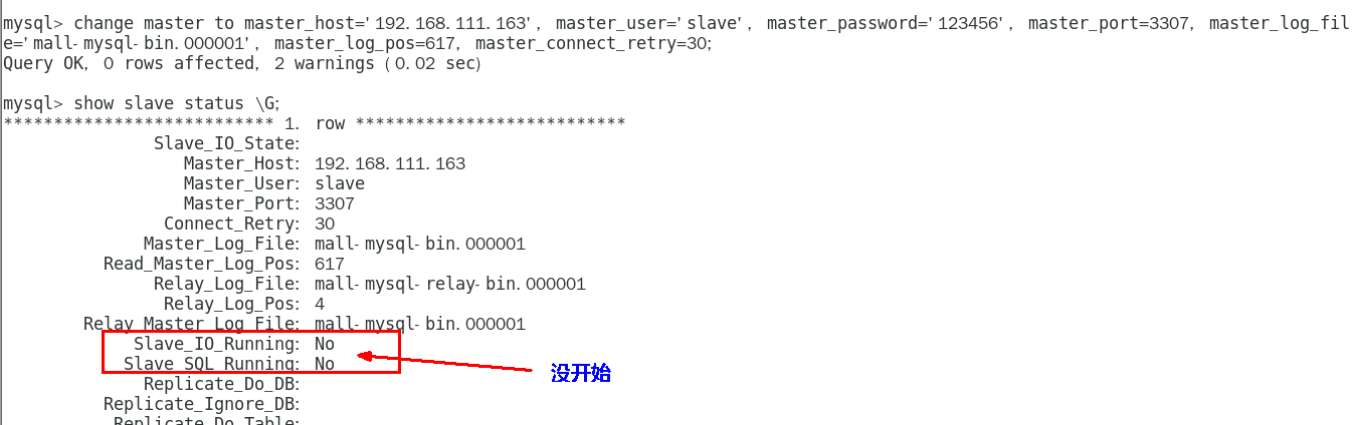 mysql> change master to master_host='192.168.111.163', master_user='slave', master_password='123456', master_port=3307, master_log_fil
e='mall-mysql-bin.000001', master_log_pos=617, master_connect_retry=30;
Query OK, 0 rows affected, 2 warnings (0.02 sec)
mysql> show slave status \G;
*************************** 1. row ***************************
Slave_IO_State:
Master_Host: 192.168.111.163
Master_User: slave
Master_Port: 3307
Connect_Retry: 30
Master_Log_File: mall-mysql-bin.000001
Read_Master_Log_Pos: 617
Relay_Log_File: mall-mysql-relay-bin.000001
Relay_Log_Pos: 4
Relay_Master_Log_File: mall-mysql-bin.000001
Slave_IO_Running: No
Slave_SQL_Running: No
没开始
Replicate_Do_DB:
Replicate_Ignore_DB:
Replicate_Do_Table: